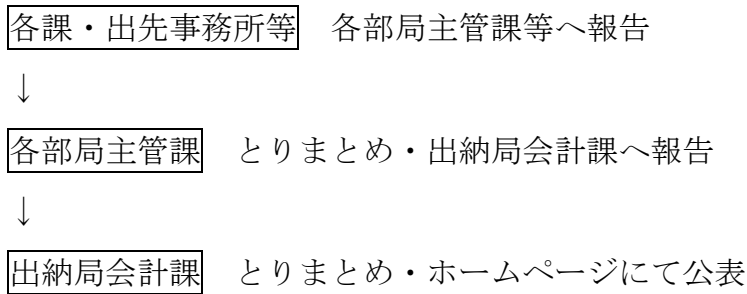 各課・出先事務所等　各部局主管課等へ報告
↓
各部局主管課　とりまとめ・出納局会計課へ報告
↓
出納局会計課　とりまとめ・ホームページにて公表